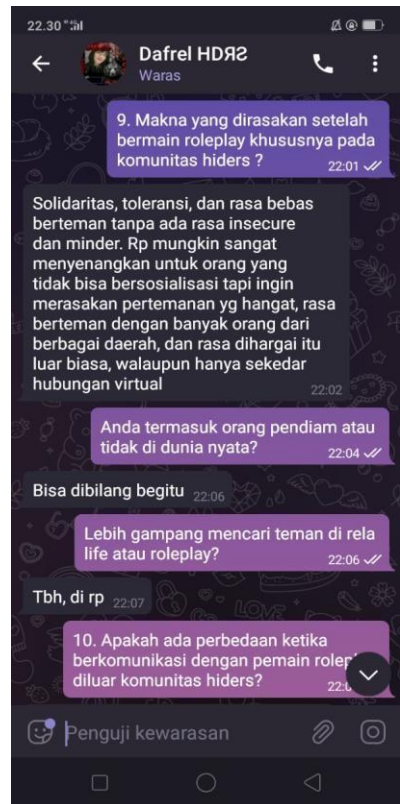 22.30
Dafrel HDЯƧ
Waras
9. Makna yang dirasakan setelah
bermain roleplay khususnya pada
komunitas hiders ?
22:01
Solidaritas, toleransi, dan rasa bebas
berteman tanpa ada rasa insecure
dan minder. Rp mungkin sangat
menyenangkan untuk orang yang
tidak bisa bersosialisasi tapi ingin
merasakan pertemanan yg hangat, rasa
berteman dengan banyak orang dari
berbagai daerah, dan rasa dihargai itu
luar biasa, walaupun hanya sekedar
hubungan virtual
22:02
Anda termasuk orang pendiam atau
tidak di dunia nyata?
22:04
Bisa dibilang begitu 22:06
Lebih gampang mencari teman di rela
life atau roleplay?
22:06
Tbh, di rp 22:07
10. Apakah ada perbedaan ketika
berkomunikasi dengan pemain
diluar komunitas hiders?
Penguji kewarasan